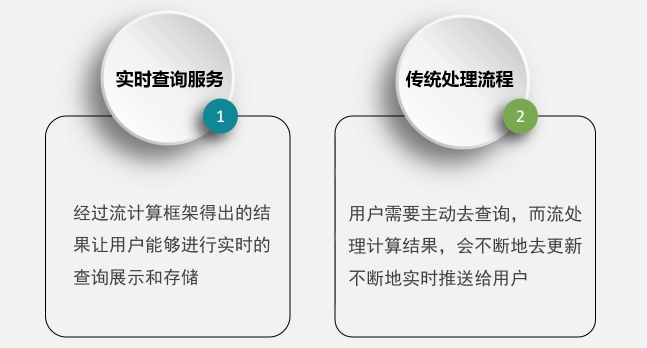 实时查询服务
1
经过流计算框架得出的结
果让用户能够进行实时的
查询展示和存储
传统处理流程
2
用户需要主动去查询，而流处
理计算结果，会不断地去更新
不断地实时推送给用户